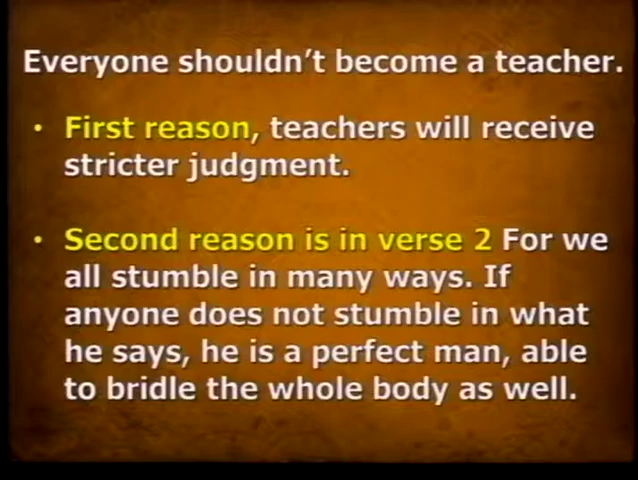 Everyone shouldn't become a teacher.
• First reason, teachers will receive
stricter judgment.
• Second reason is in verse 2 For we
all stumble in many ways. If
anyone does not stumble in what
he says, he is a perfect man, able
to bridle the whole body as well.